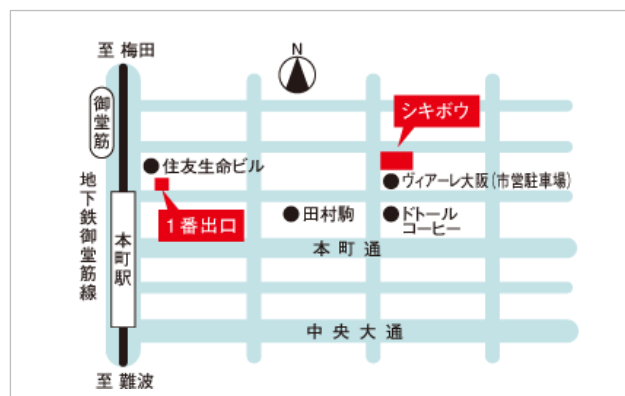 至 梅田
N
御堂筋
シキボウ
住友生命ビル
ヴィアーレ大阪(市営駐車場)
地下鉄御堂筋線
1番出口
田村駒
ドトール
コーヒー
本町駅
本町通
中央大通
至 難波